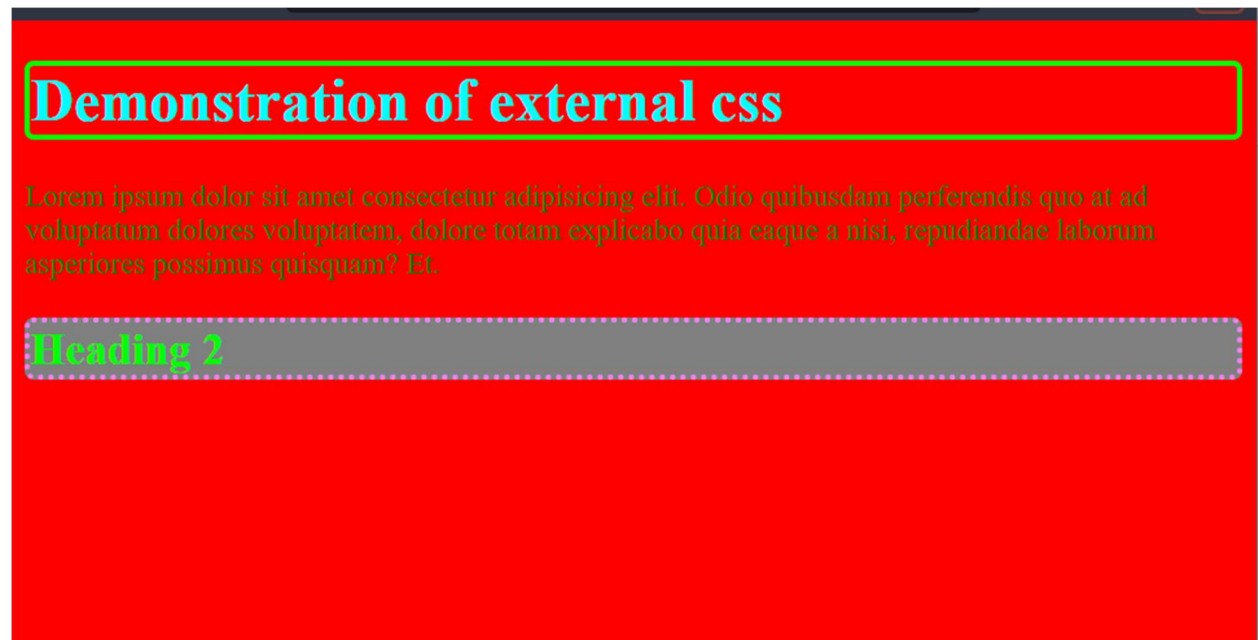 Demonstration of external css
Lorem ipsum dolor sit amet consectetur adipisicing elit. Odio quibusdam perferendis quo at ad
voluptatum dolores voluptatem, dolore totam explicabo quia eaque a nisi, repudiandae laborum
asperiores possimus quisquam? Et.
Heading 2